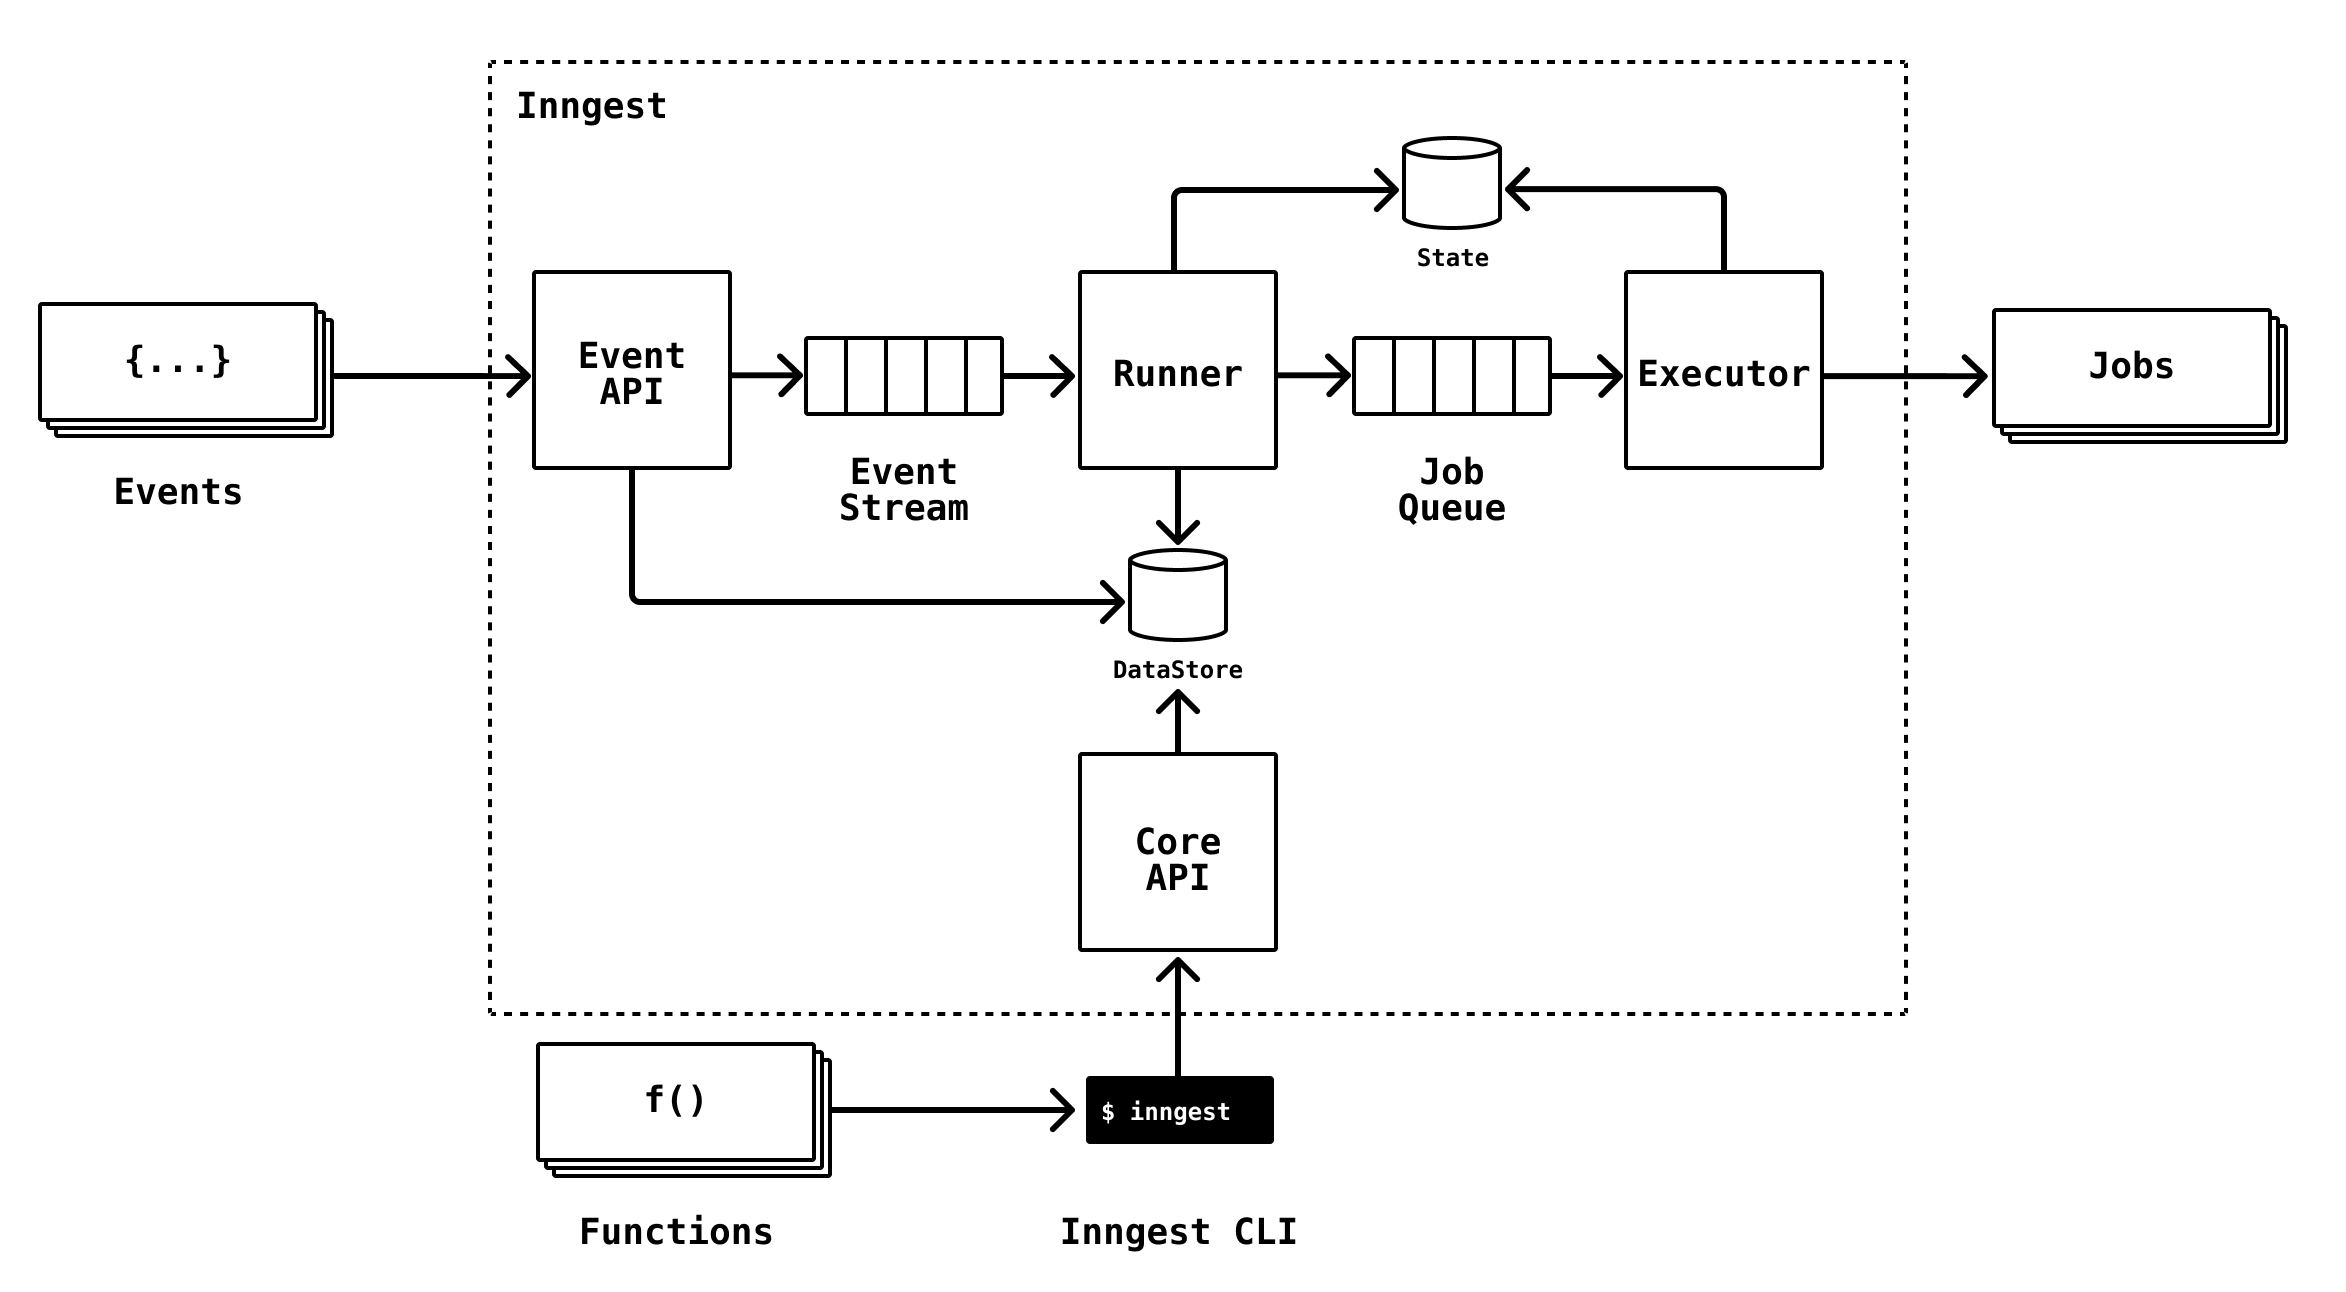 Inngest
State
{...}
Events
Event
API
Event
Stream
Runner
Job
Queue
Executor
Jobs
DataStore
Core
API
f()
Functions
$ inngest
Inngest CLI